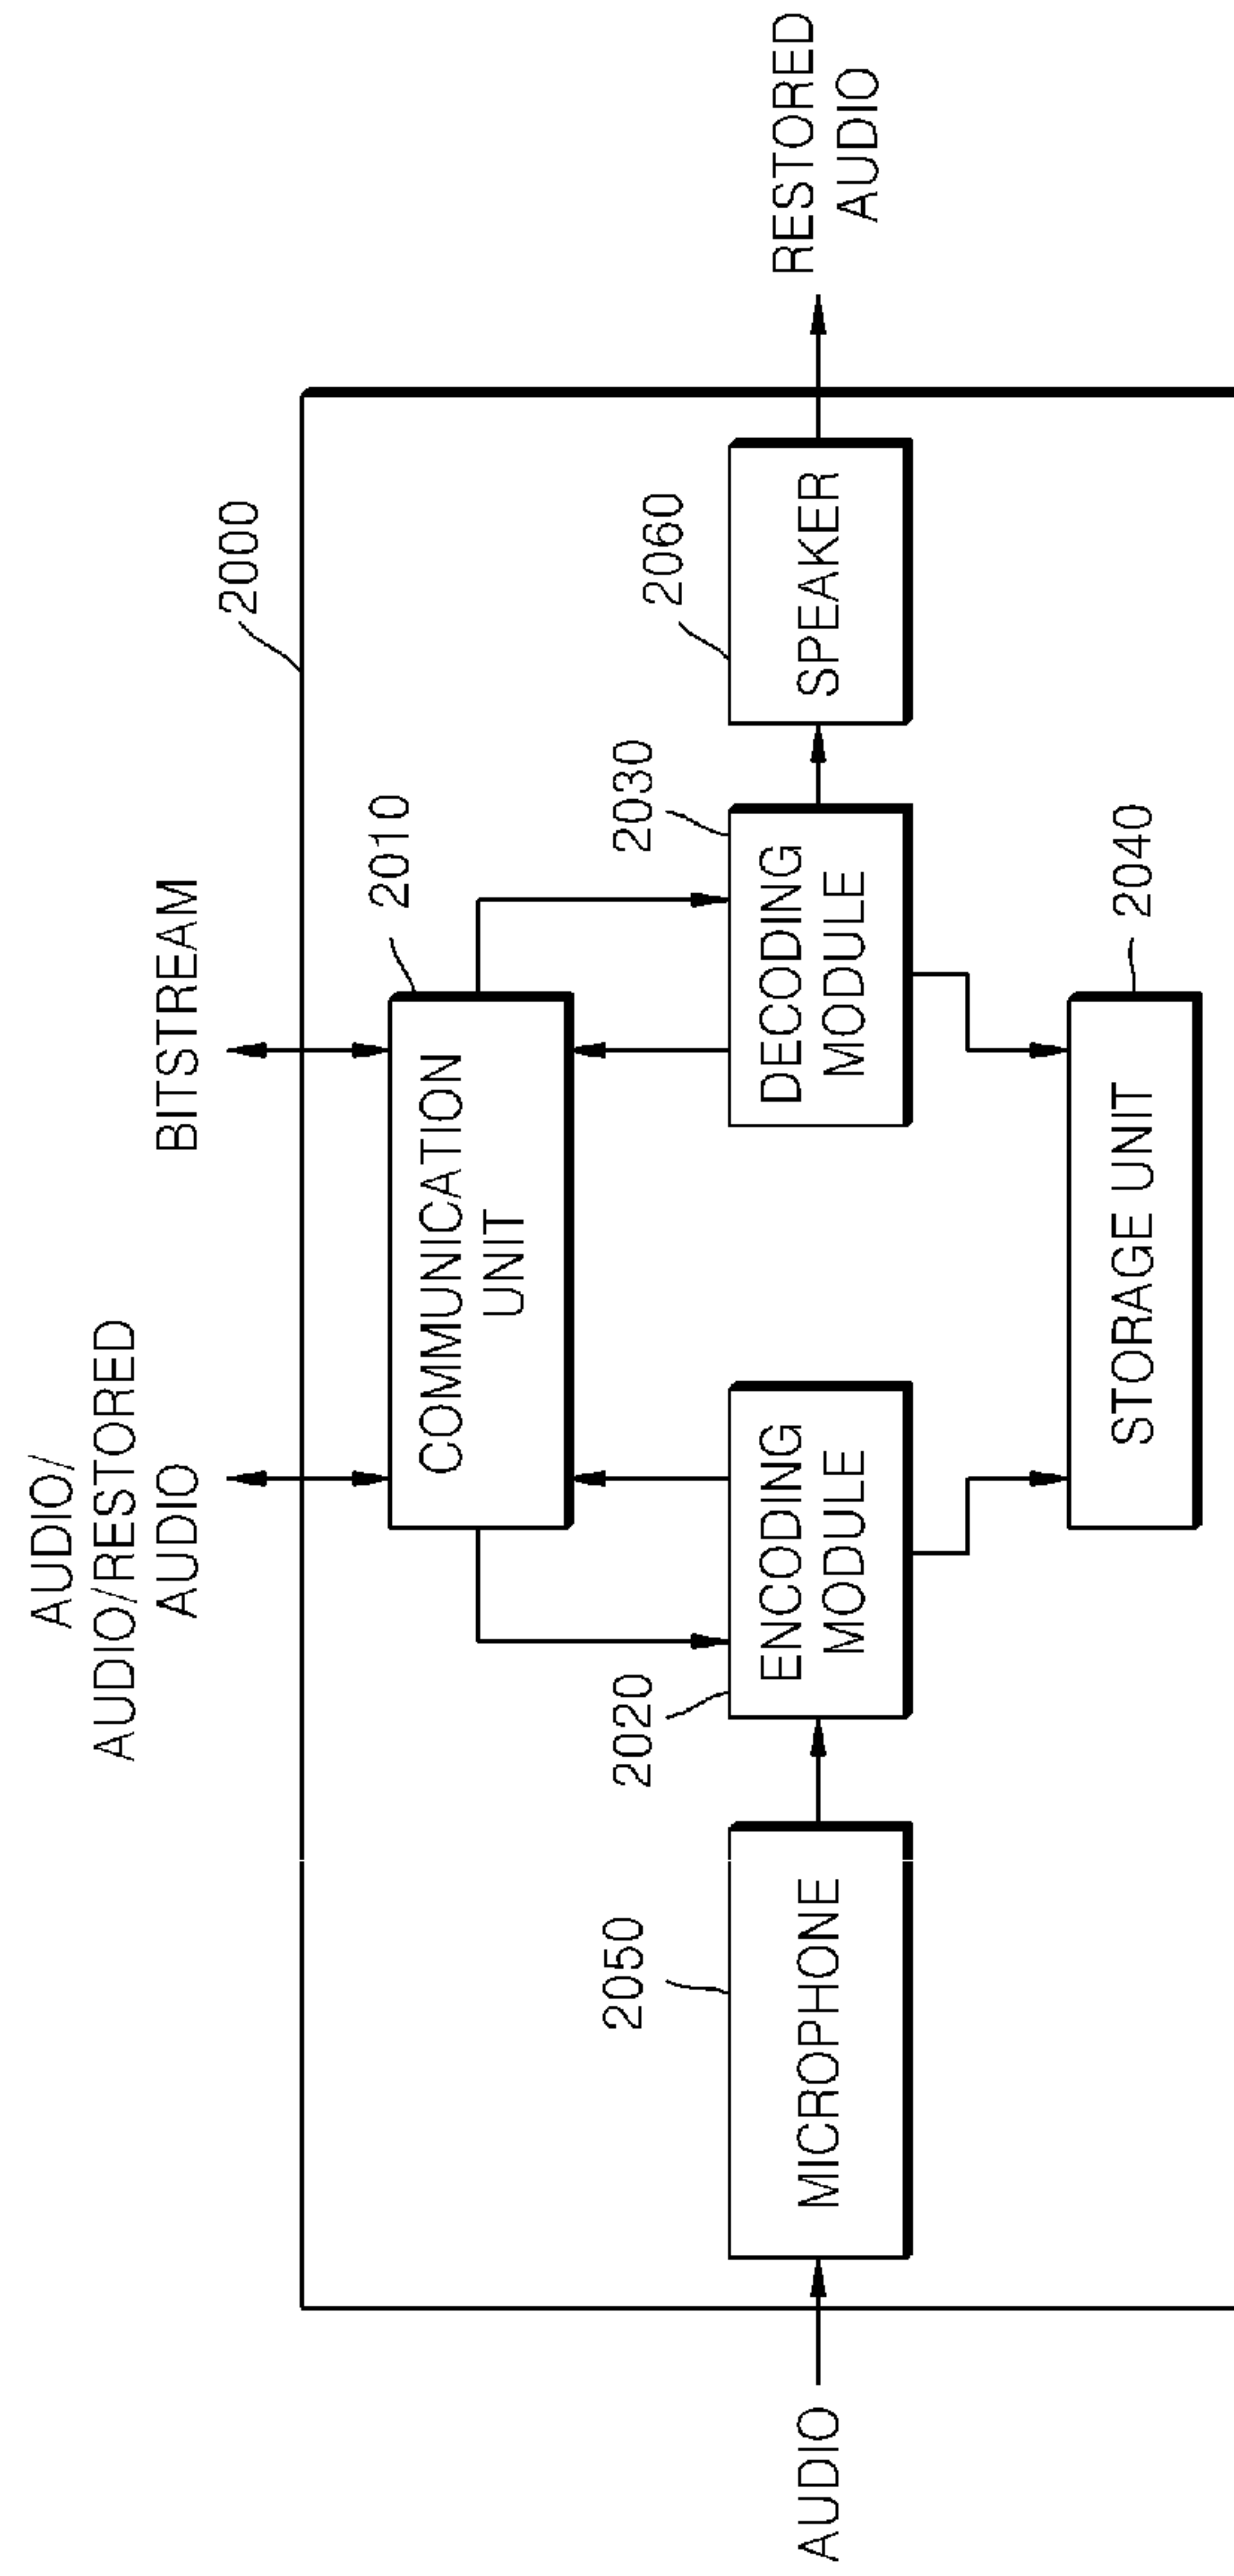 AUDIO/
AUDIO/RESTORED
AUDIO
BITSTREAM
2000
2010
COMMUNICATION
UNIT
2050
2020
2030
2060
AUDIO
MICROPHONE
ENCODING
MODULE
DECODING
MODULE
SPEAKER
RESTORED
AUDIO
STORAGE UNIT
2040